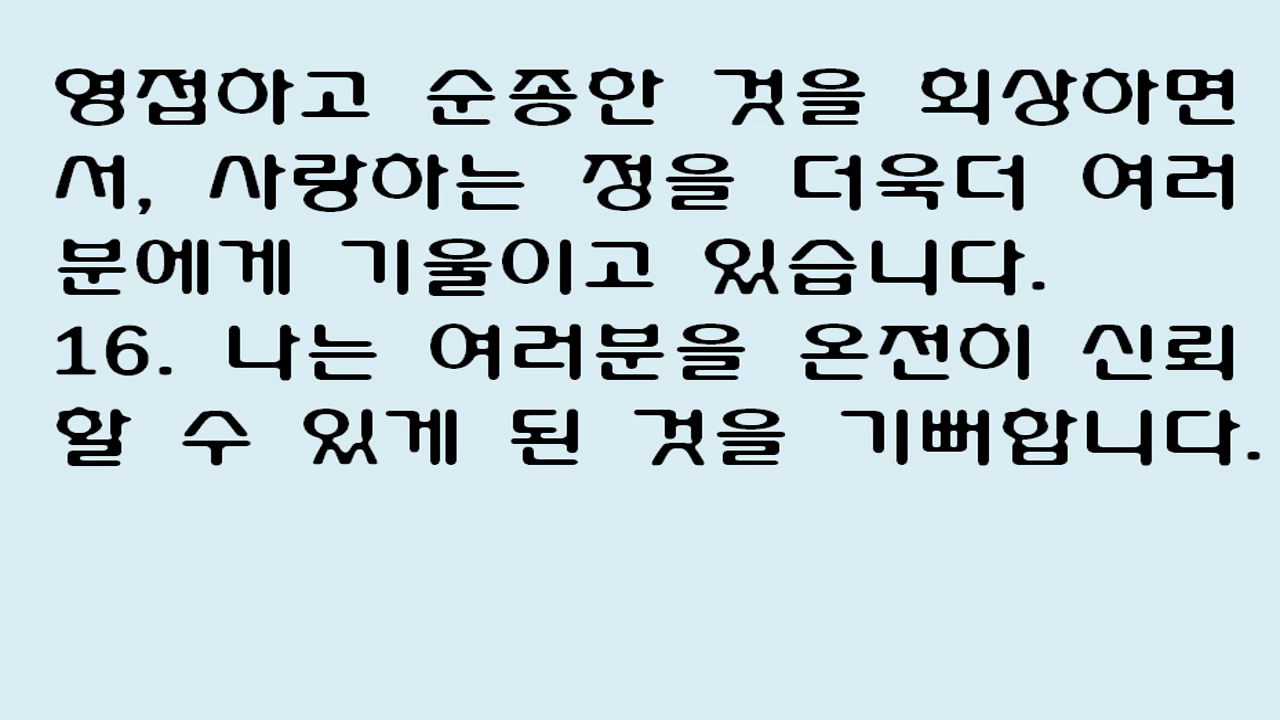 영접하고 순종한 것을 회상하면
서, 사랑하는 정을 더욱더 여러
분에게 기울이고 있습니다.
16. 나는 여러분을 온전히 신뢰
할 수 있게 된 것을 기뻐합니다.